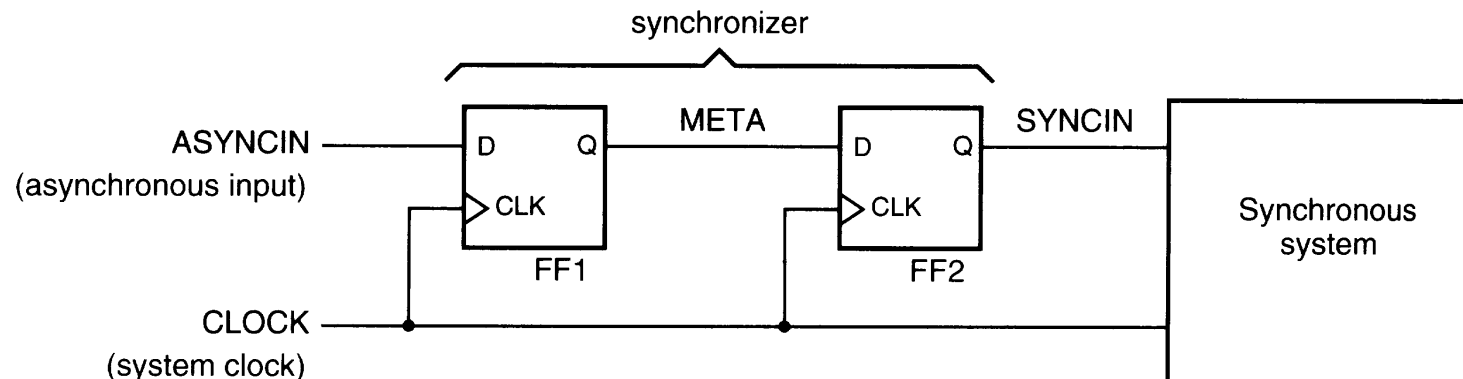 synchronizer
ASYNCIN
(asynchronous input)
D
Q
CLK
FF1
META
D
Q
CLK
FF2
SYNCIN
Synchronous
system
CLOCK
(system clock)